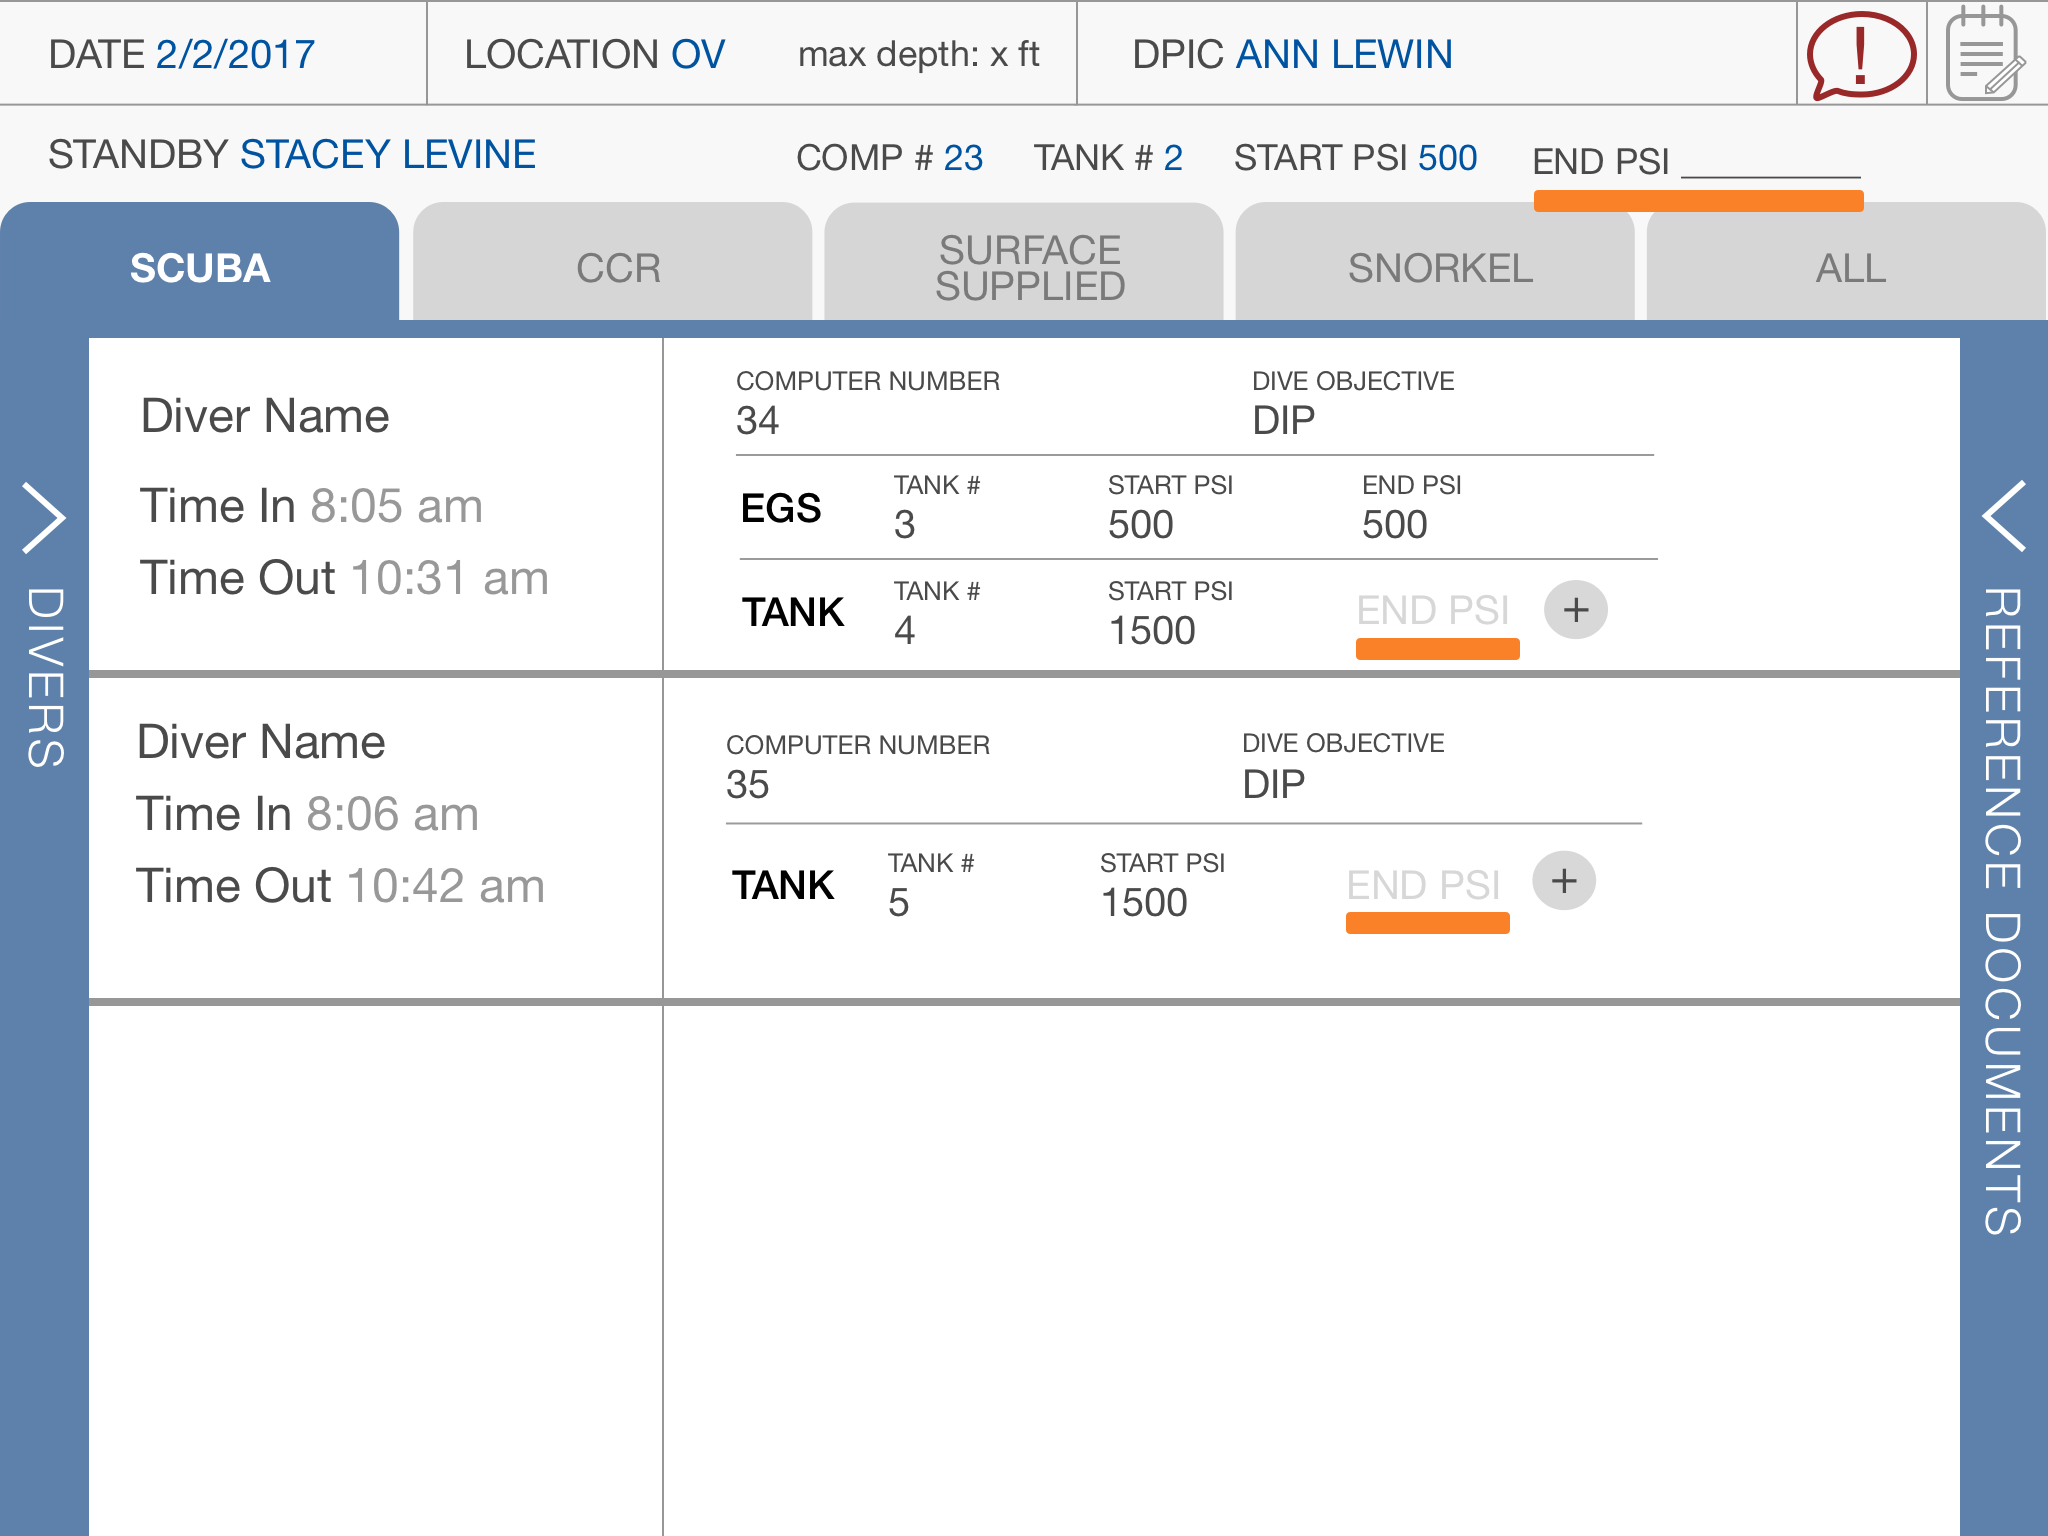 DATE 2/2/2017 LOCATION OV max depth: x ft DPIC ANN LEWIN !
STANDBY STACEY LEVINE COMP # 23 TANK # 2 START PSI 500 END PSI
SCUBA CCR SURFACE SUPPLIED SNORKEL ALL
DIVERS
Diver Name
Time In 8:05 am
Time Out 10:31 am
COMPUTER NUMBER DIVE OBJECTIVE
34 DIP
EGS TANK # START PSI END PSI
3 500 500
TANK TANK # START PSI END PSI +
4 1500
Diver Name
Time In 8:06 am
Time Out 10:42 am
COMPUTER NUMBER DIVE OBJECTIVE
35 DIP
TANK TANK # START PSI END PSI +
5 1500
REFERENCE DOCUMENTS